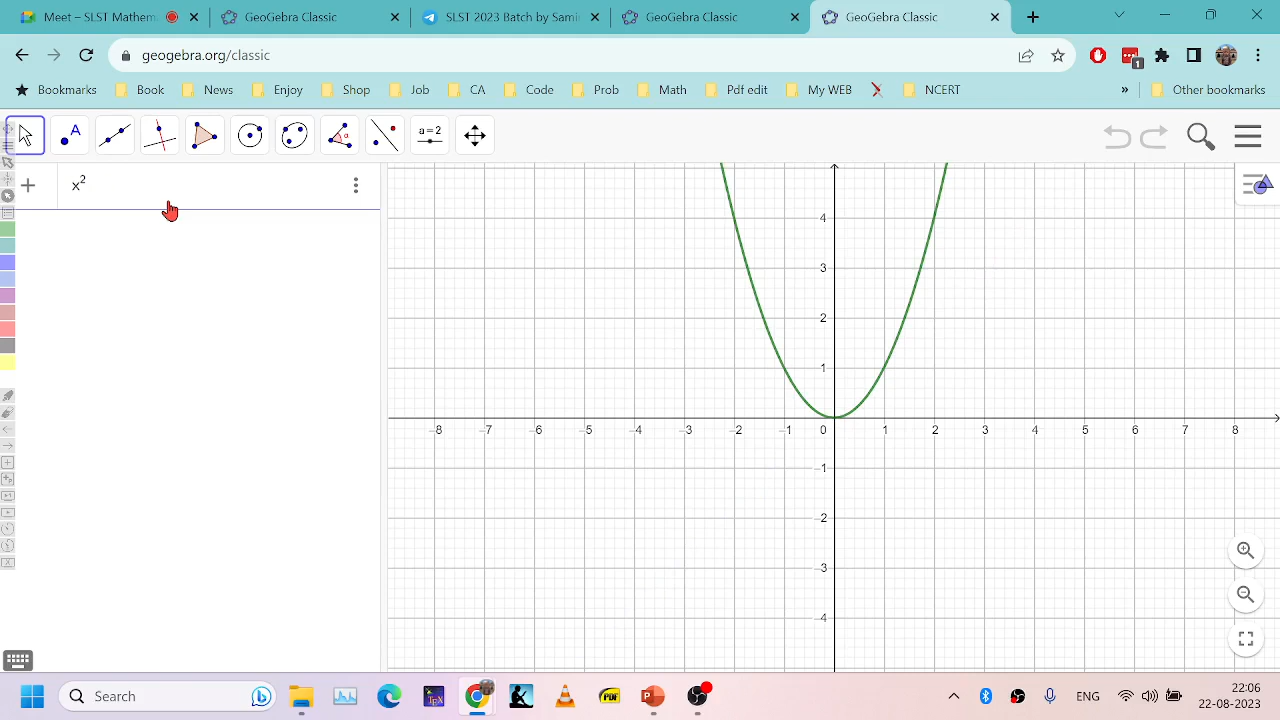 Meet – SLST Mathem
GeoGebra Classic
SLST 2023 Batch by Sami
GeoGebra Classic
GeoGebra Classic
geogebra.org/classic
1
Bookmarks
Book
News
Enjoy
Shop
Job
CA
Code
Prob
Math
Pdf edit
My WEB
NCERT
»
Other bookmarks
A
α
a=2
x²
4
3
2
1
−8 −7 −6 −5 −4 −3 −2 −1 0 1 2 3 4 5 6 7 8
−1
−2
−3
−4
Search
PDF
ENG
22:06
22-08-2023